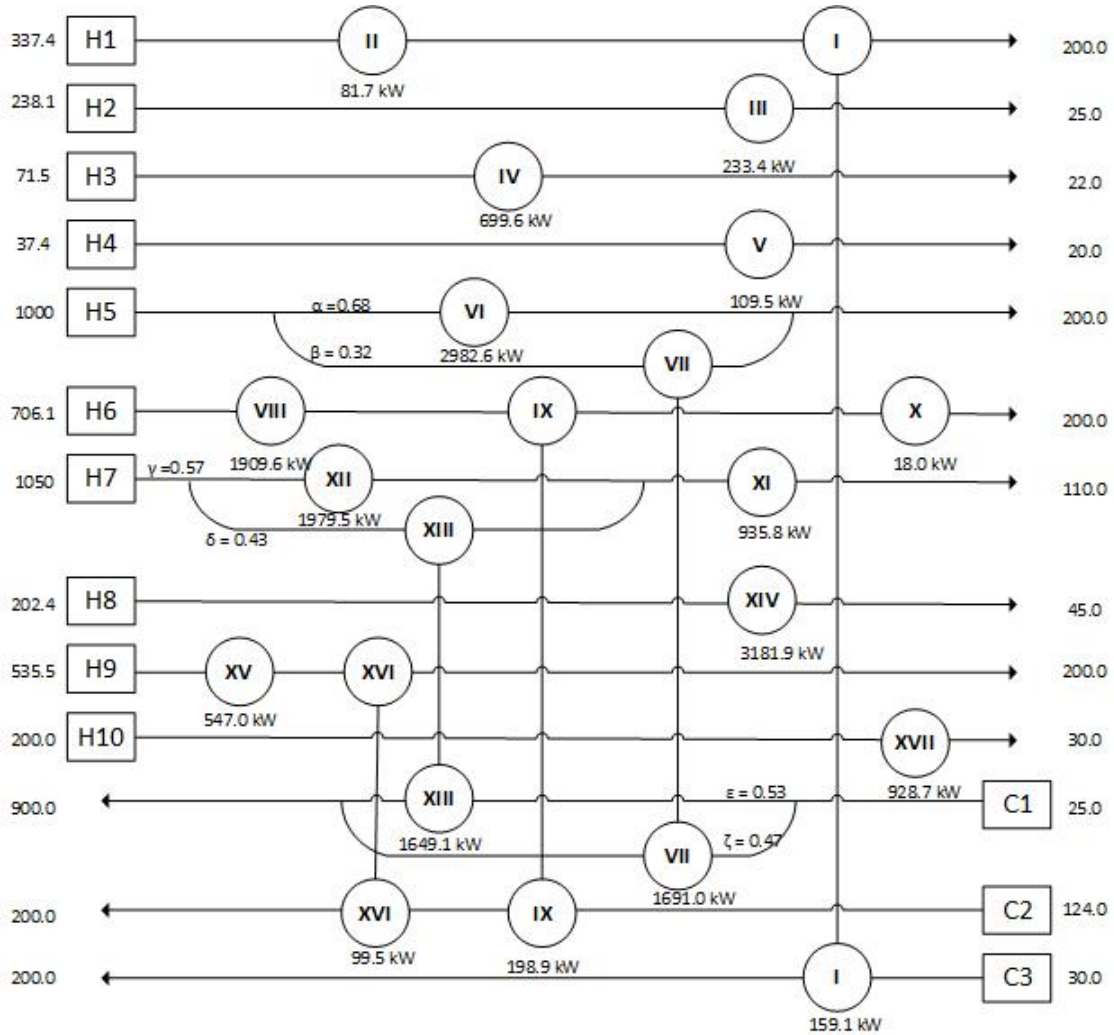 337.4 H1 II I 200.0
81.7 kW
238.1 H2 III 25.0
233.4 kW
71.5 H3 IV 22.0
699.6 kW
37.4 H4 V 20.0
109.5 kW
1000 H5 α =0.68 VI 200.0
2982.6 kW
β = 0.32 VII
706.1 H6 VIII IX X 200.0
1909.6 kW 18.0 kW
1050 H7 γ =0.57 XII XI 110.0
1979.5 kW 935.8 kW
δ = 0.43 XIII
202.4 H8 XIV 45.0
3181.9 kW
535.5 H9 XV XVI 200.0
547.0 kW
200.0 H10 XVII 30.0
928.7 kW
900.0 XIII ε = 0.53 C1 25.0
1649.1 kW ζ = 0.47
VII
1691.0 kW
200.0 XVI IX C2 124.0
99.5 kW 198.9 kW
200.0 I C3 30.0
159.1 kW